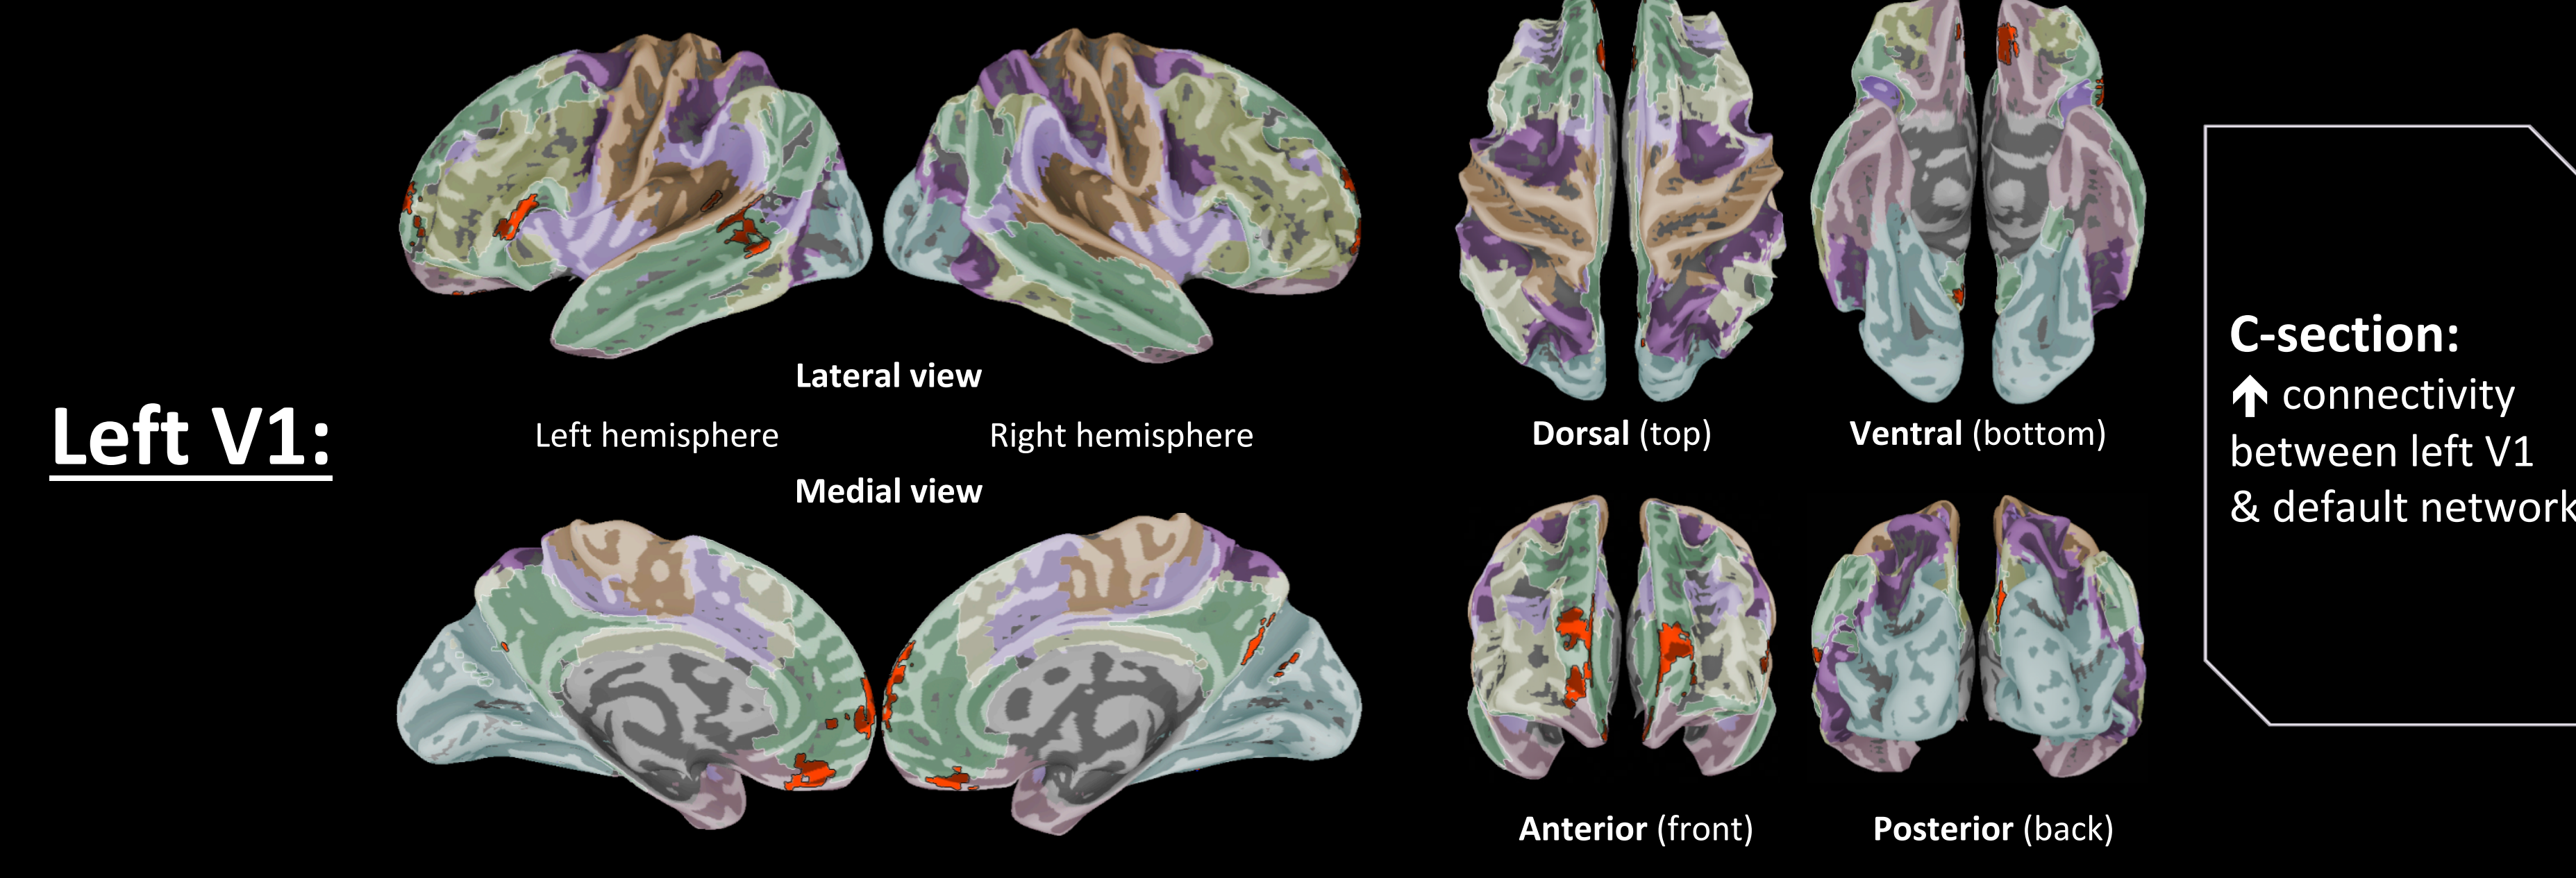 Left V1:
Lateral view
Left hemisphere
Right hemisphere
Medial view
Dorsal (top)
Ventral (bottom)
Anterior (front)
Posterior (back)
C-section:
↑ connectivity
between left V1
& default network